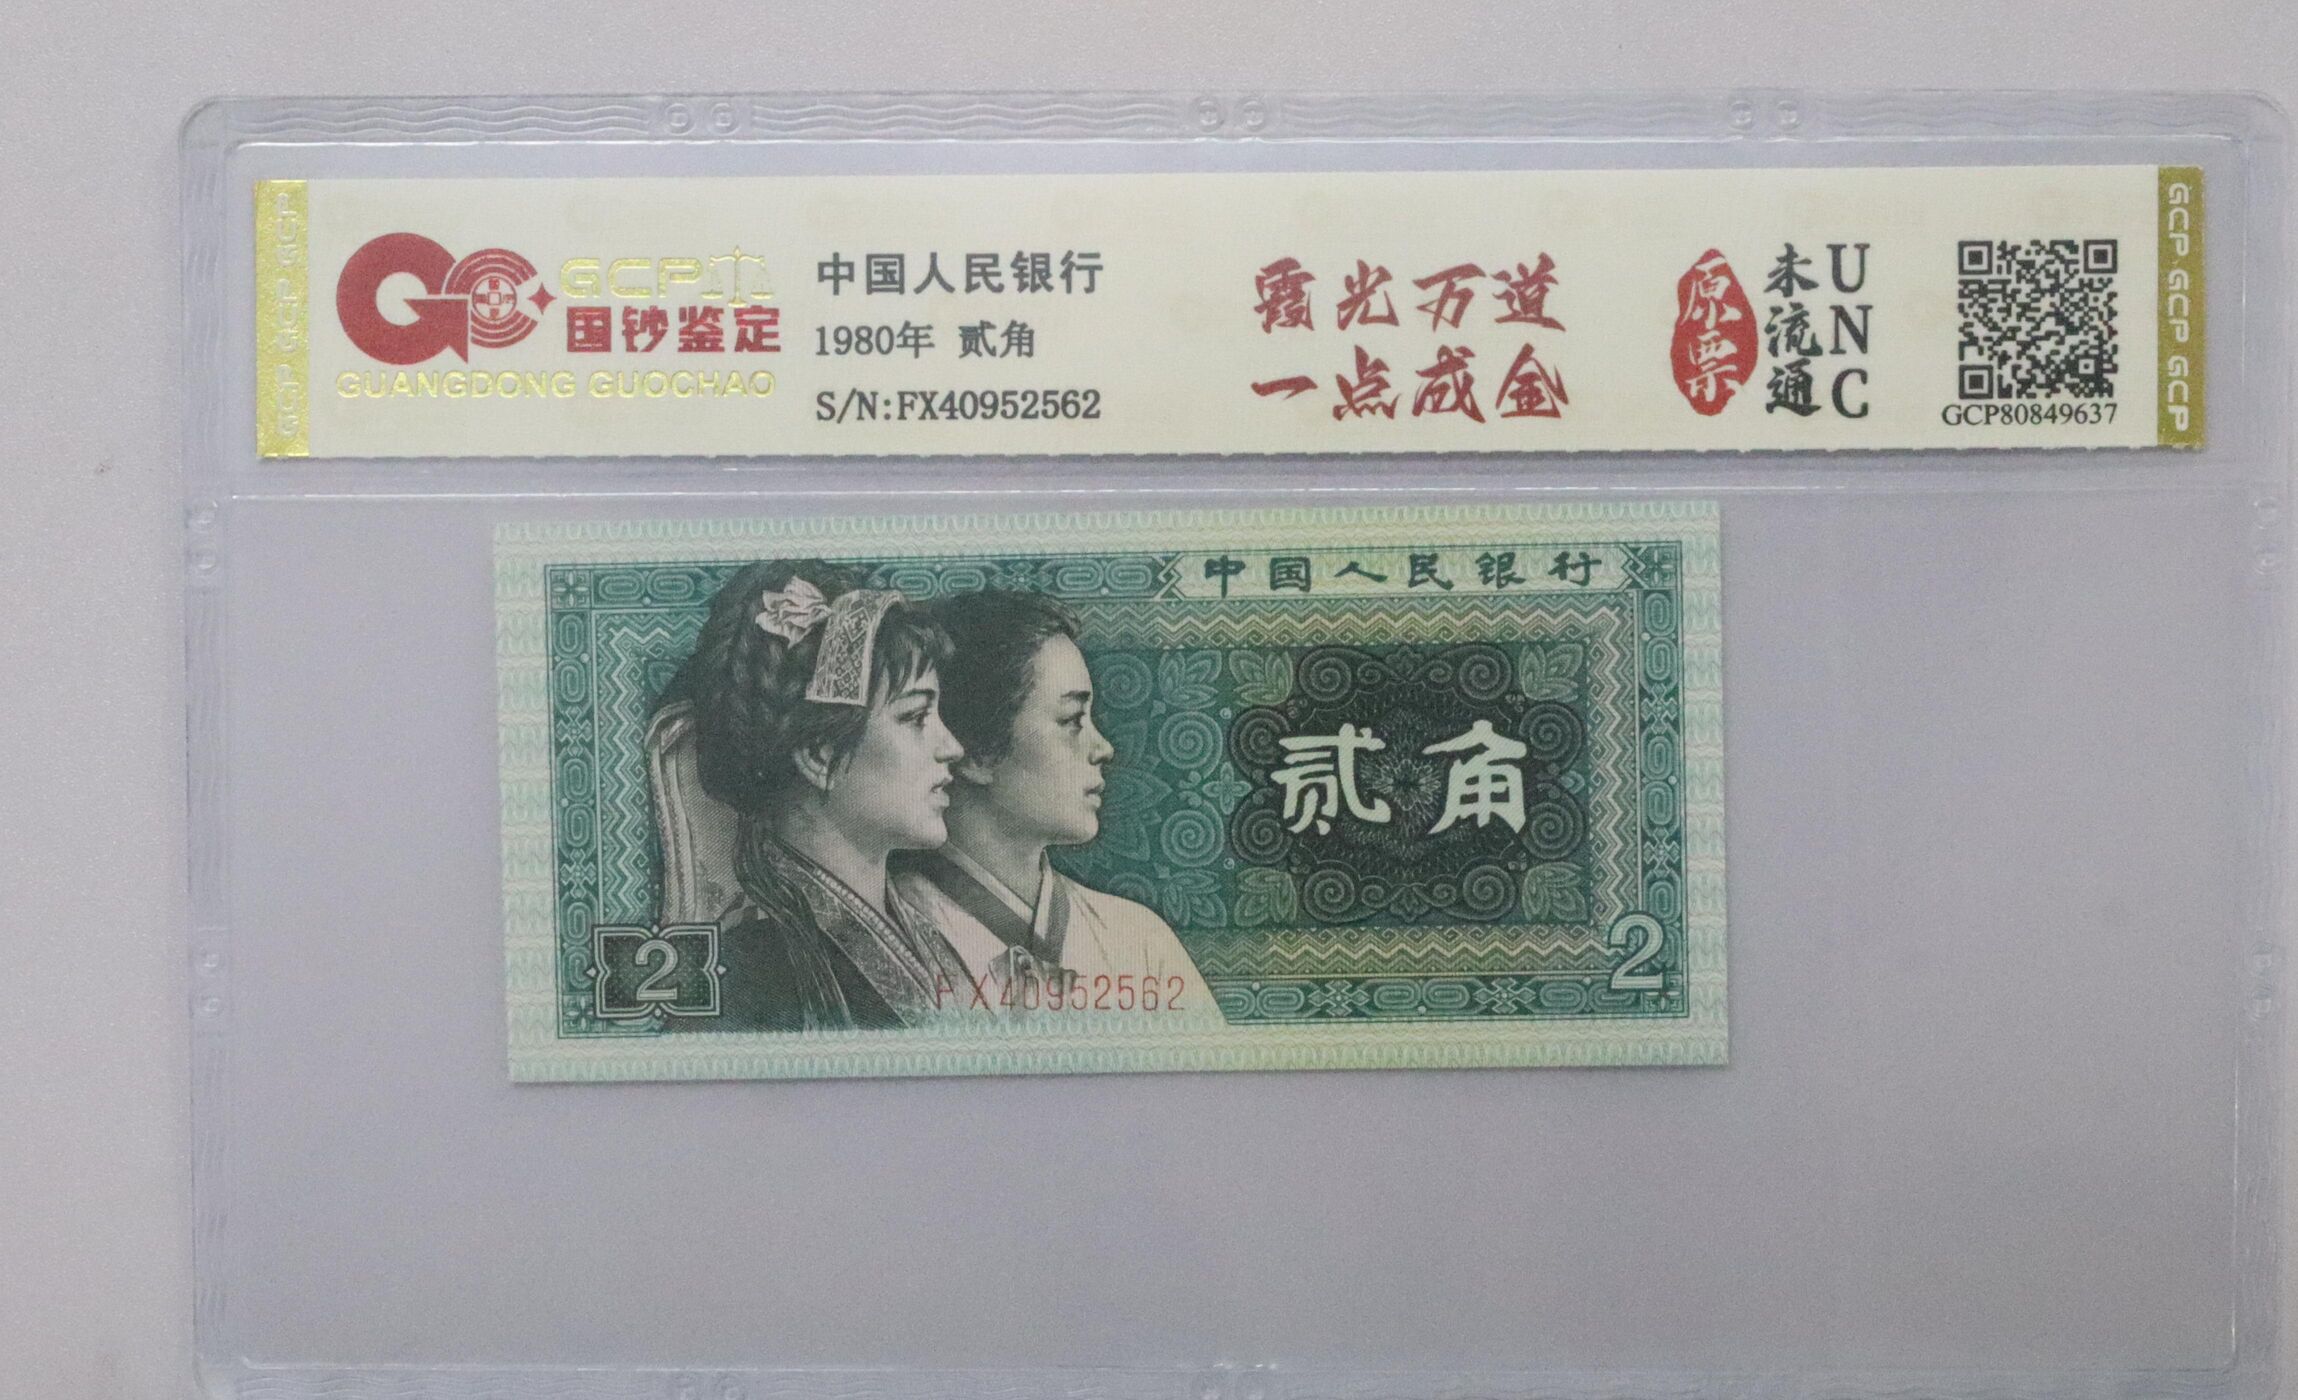 GCP
国钞鉴定
GUANGDONG GUOCHAO
中国人民银行
1980年 贰角
S/N:FX40952562
霞光万道
一点成金
原票
未流通
UNC
GCP80849637
GCP GCP GCP
GCP GCP GCP
中国人民银行
贰角
2
2
FX40952562